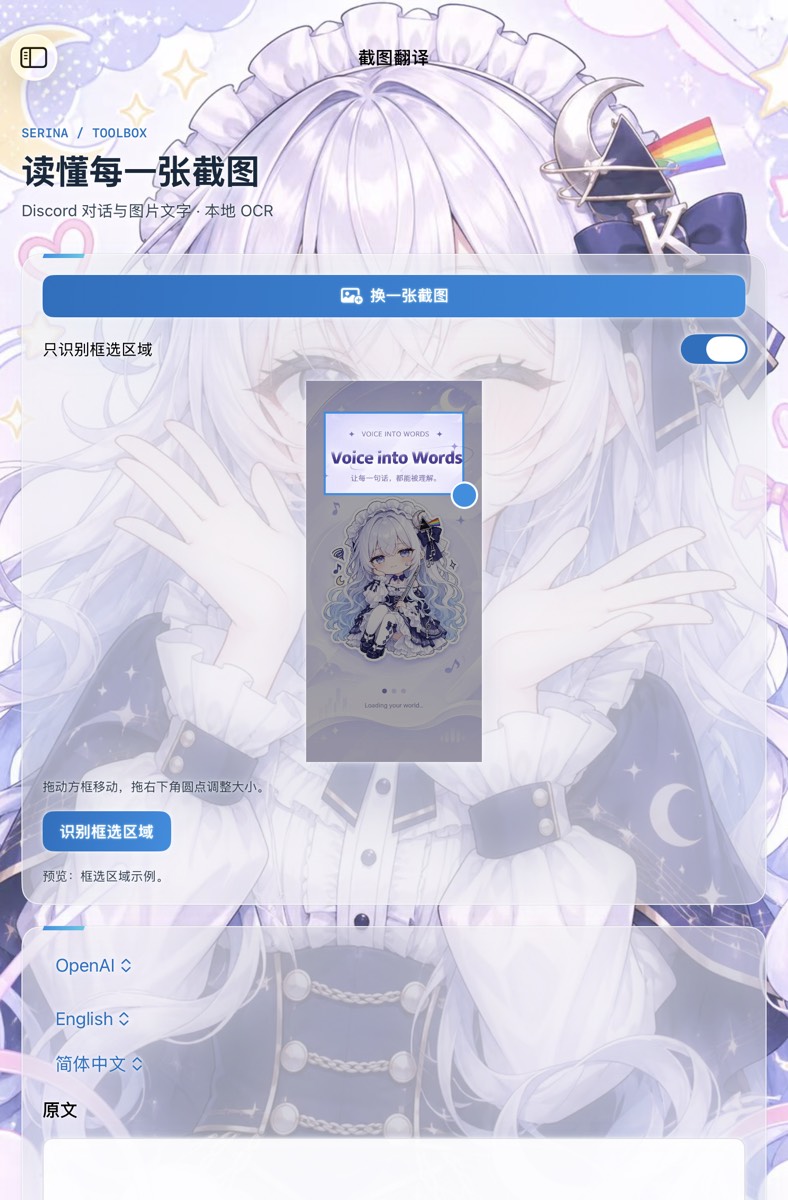 截图翻译
SERINA / TOOLBOX
读懂每一张截图
Discord 对话与图片文字 · 本地 OCR
K
换一张截图
只识别框选区域
VOICE INTO WORDS
Voice into Words
让每一句话，都能被理解。
Loading your world...
拖动方框移动，拖右下角圆点调整大小。
识别框选区域
预览：框选区域示例。
OpenAI
English
简体中文
原文